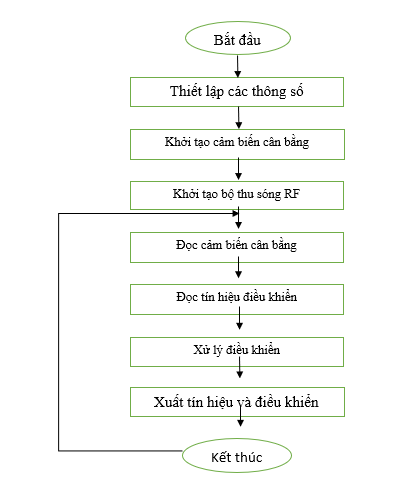 Bắt đầu
Thiết lập các thông số
Khởi tạo cảm biến cân bằng
Khởi tạo bộ thu sóng RF
Đọc cảm biến cân bằng
Đọc tín hiệu điều khiển
Xử lý điều khiển
Xuất tín hiệu và điều khiển
Kết thúc